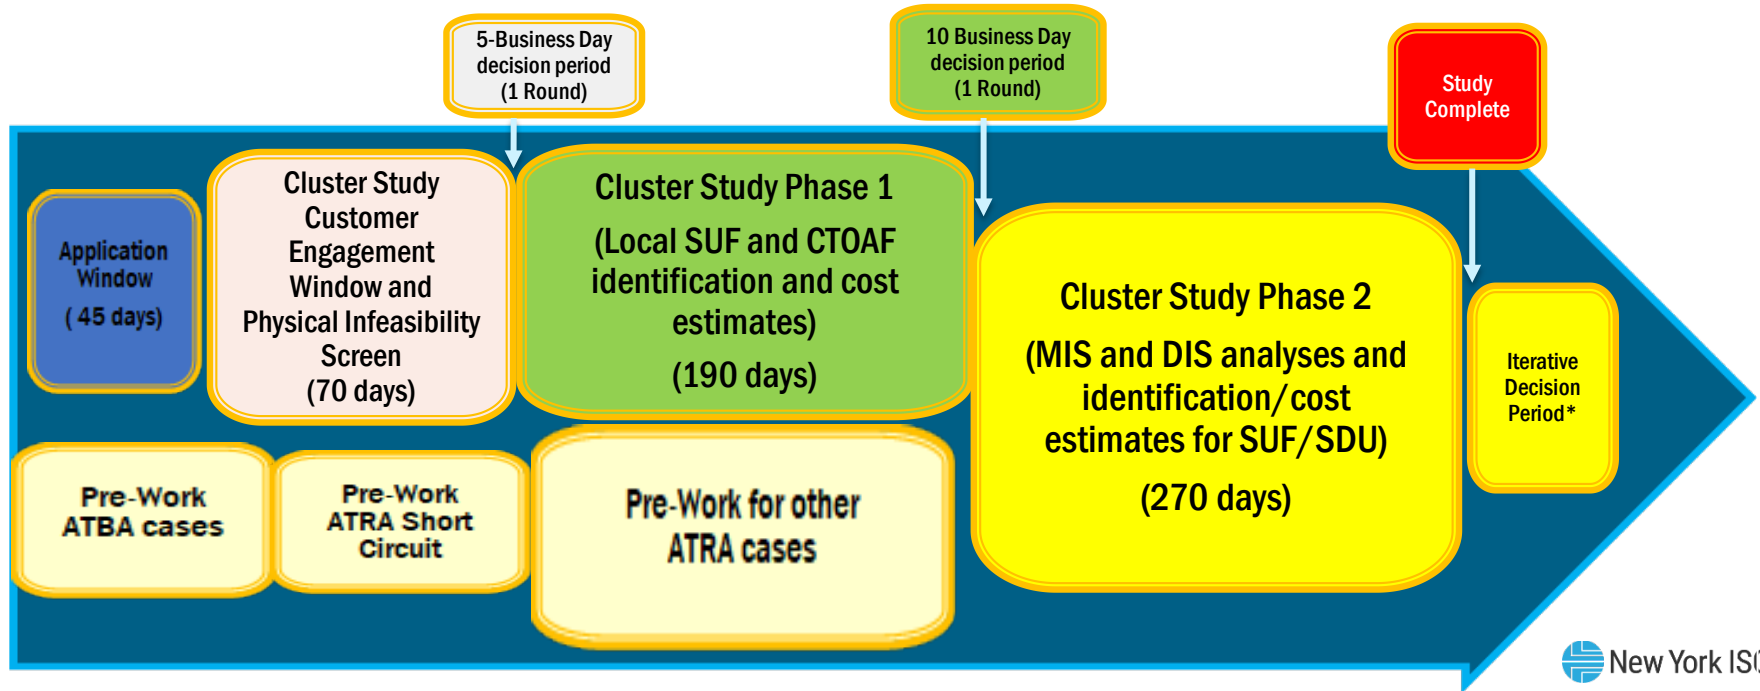 5-Business Day
decision period
(1 Round)
10 Business Day
decision period
(1 Round)
Study
Complete
Application
Window
( 45 days)
Cluster Study
Customer
Engagement
Window and
Physical Infeasibility
Screen
(70 days)
Cluster Study Phase 1
(Local SUF and CTOAF
identification and cost
estimates)
(190 days)
Cluster Study Phase 2
(MIS and DIS analyses and
identification/cost
estimates for SUF/SDU)
(270 days)
Iterative
Decision
Period*
Pre-Work
ATBA cases
Pre-Work
ATRA Short
Circuit
Pre-Work for other
ATRA cases
New York IS